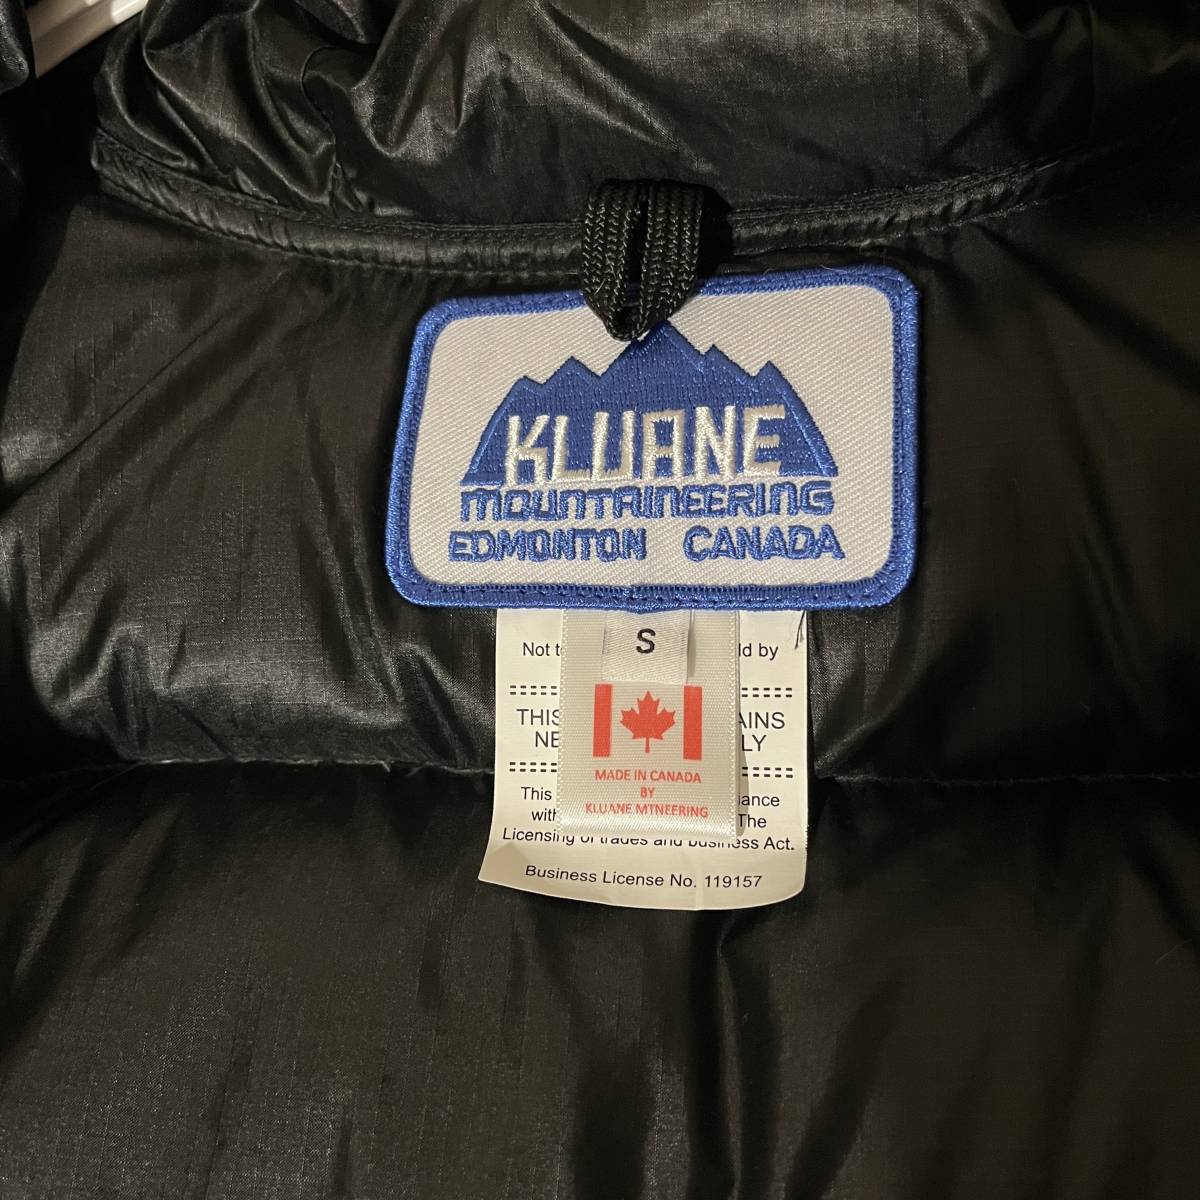 KLUANE
MOUNTAINEERING
EDMONTON CANADA
S
Not ld by
THIS AINS
NE LY
MADE IN CANADA
BY
KLUANE MTNEERING
This iance
with The
Licensing of trades and business Act.
Business License No. 119157